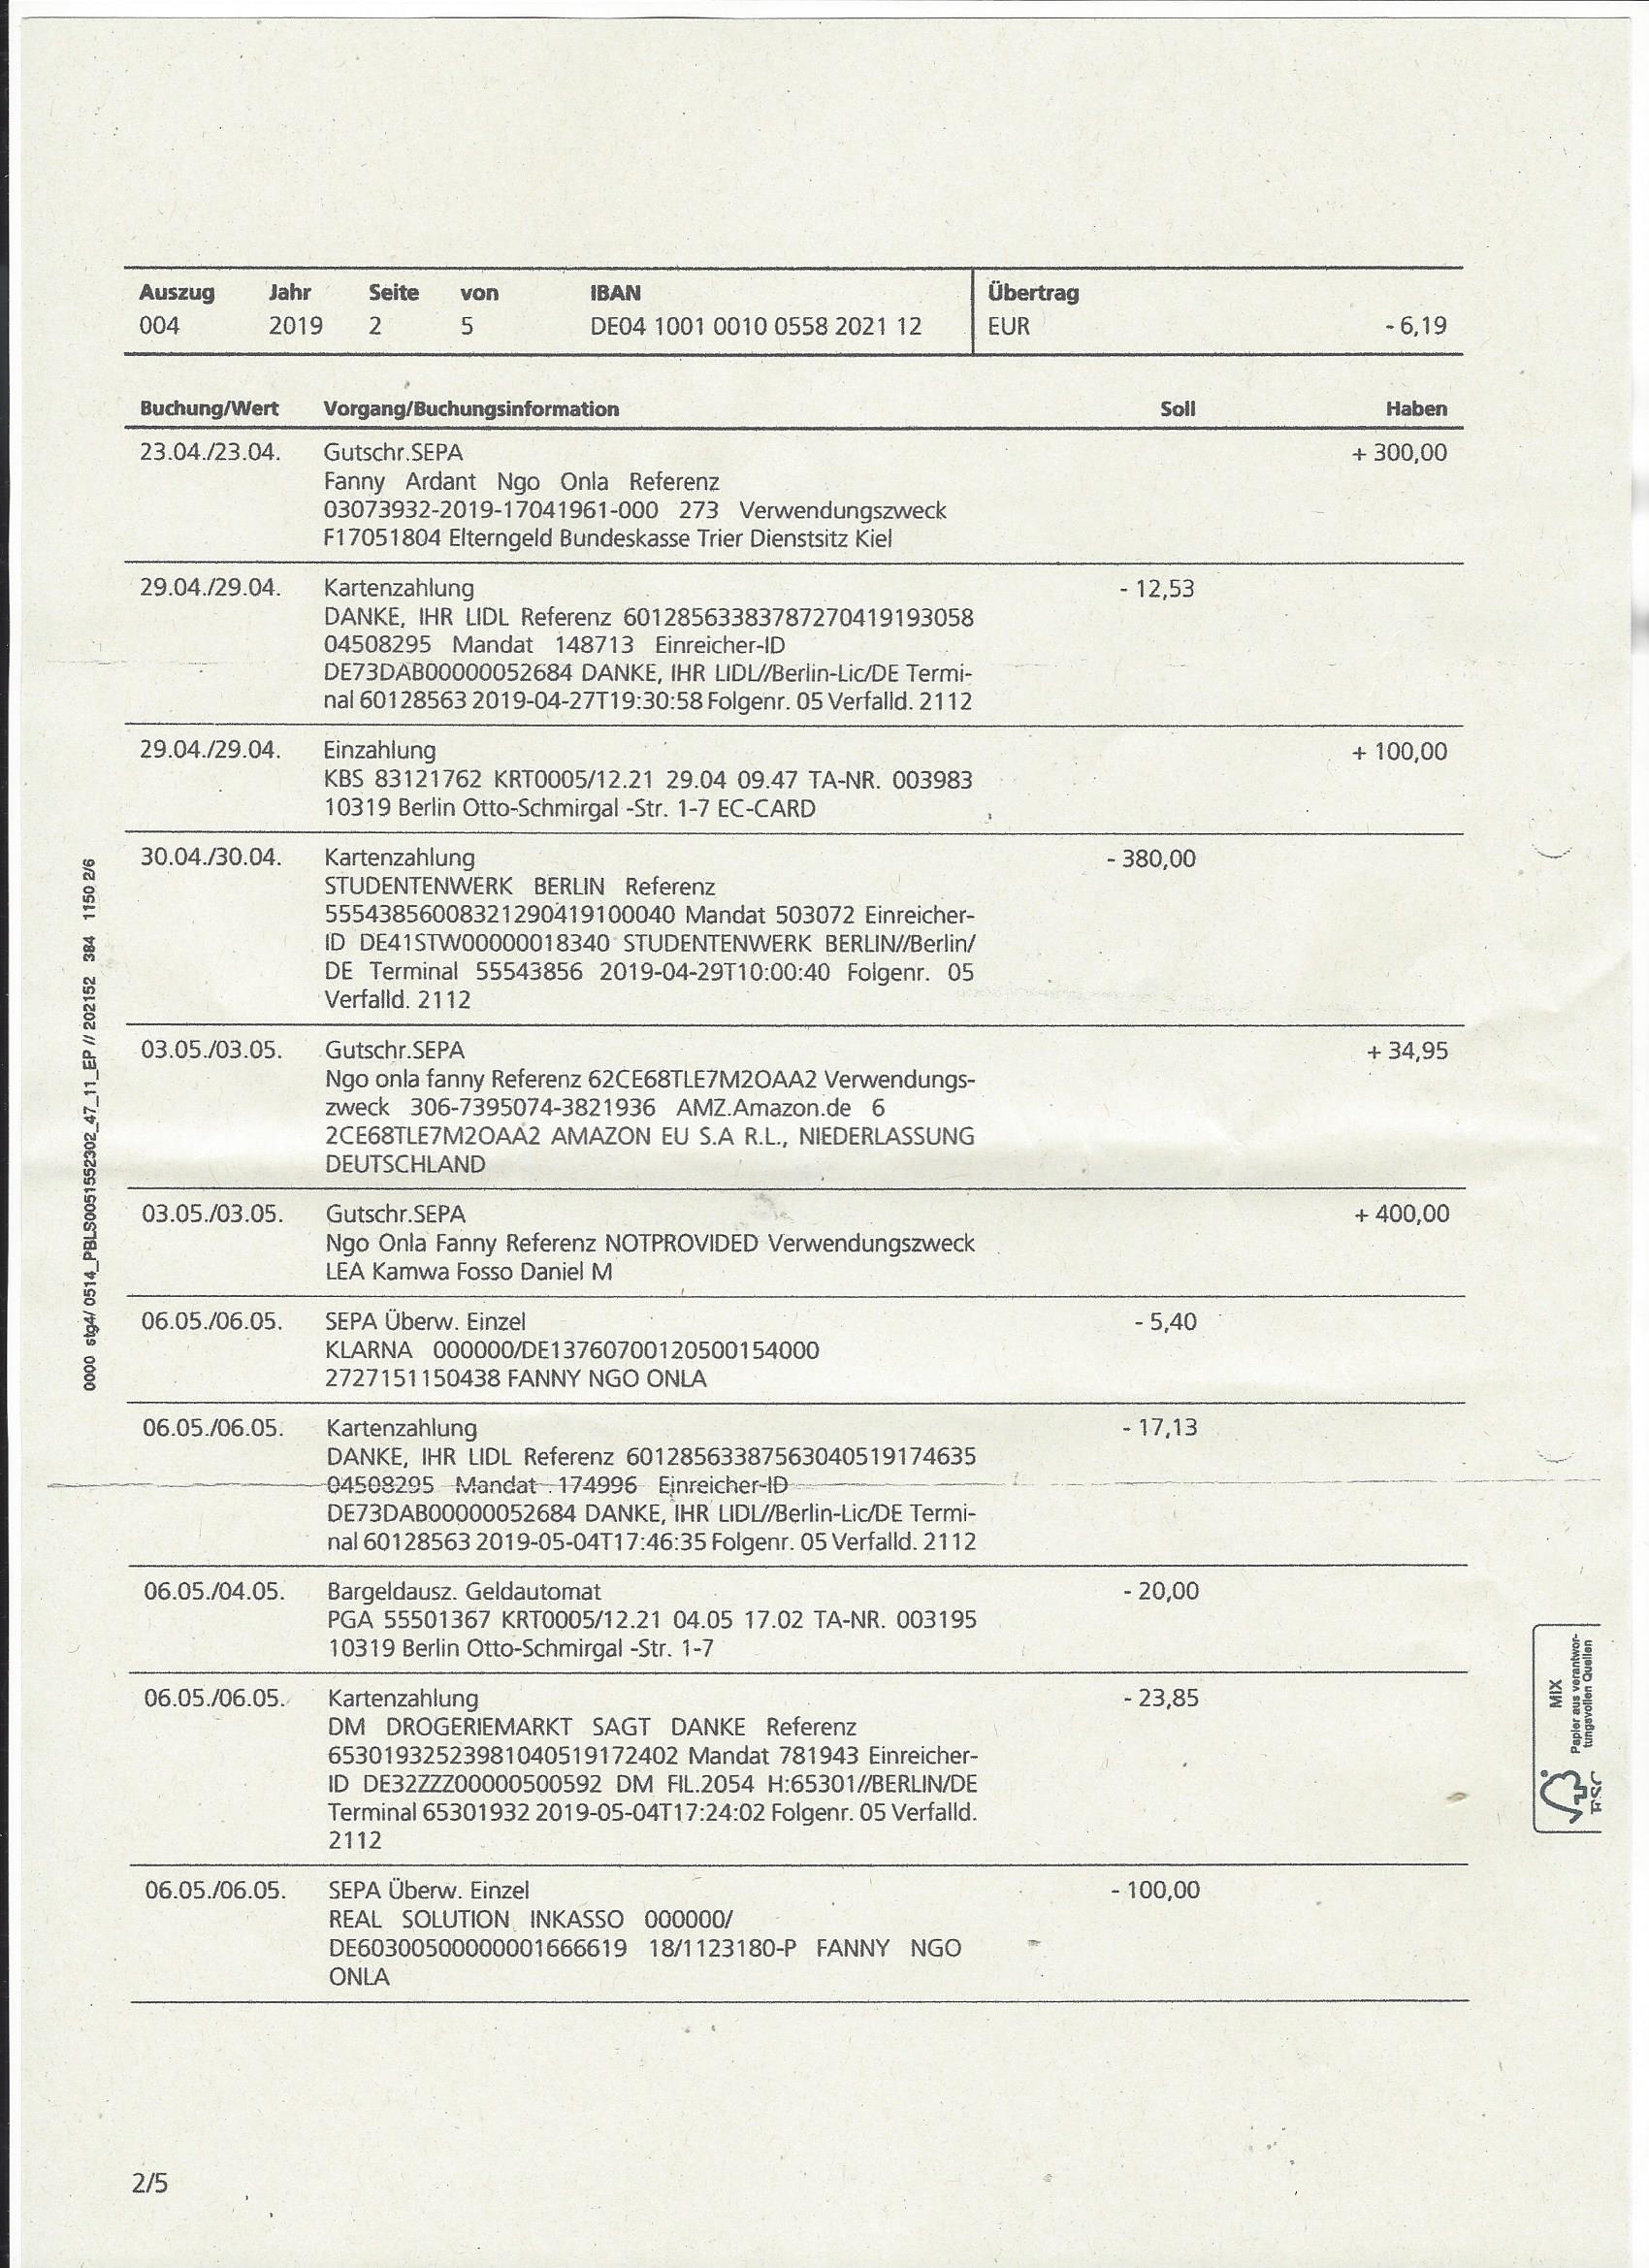 Auszug Jahr Seite von IBAN Übertrag
004 2019 2 5 DE04 1001 0010 0558 2021 12 EUR - 6,19
Buchung/Wert Vorgang/Buchungsinformation Soll Haben
23.04./23.04. Gutschr.SEPA + 300,00
Fanny Ardant Ngo Onla Referenz
03073932-2019-17041961-000 273 Verwendungszweck
F17051804 Elterngeld Bundeskasse Trier Dienstsitz Kiel
29.04./29.04. Kartenzahlung - 12,53
DANKE, IHR LIDL Referenz 60128563383787270419193058
04508295 Mandat 148713 Einreicher-ID
DE73DAB00000052684 DANKE, IHR LIDL//Berlin-Lic/DE Termi-
nal 60128563 2019-04-27T19:30:58 Folgenr. 05 Verfalld. 2112
29.04./29.04. Einzahlung + 100,00
KBS 83121762 KRT0005/12.21 29.04 09.47 TA-NR. 003983
10319 Berlin Otto-Schmirgal -Str. 1-7 EC-CARD
30.04./30.04. Kartenzahlung - 380,00
STUDENTENWERK BERLIN Referenz
55543856008321290419100040 Mandat 503072 Einreicher-
ID DE41STW00000018340 STUDENTENWERK BERLIN//Berlin/
DE Terminal 55543856 2019-04-29T10:00:40 Folgenr. 05
Verfalld. 2112
03.05./03.05. Gutschr.SEPA + 34,95
Ngo onla fanny Referenz 62CE68TLE7M2OAA2 Verwendungs-
zweck 306-7395074-3821936 AMZ.Amazon.de 6
2CE68TLE7M2OAA2 AMAZON EU S.A R.L., NIEDERLASSUNG
DEUTSCHLAND
03.05./03.05. Gutschr.SEPA + 400,00
Ngo Onla Fanny Referenz NOTPROVIDED Verwendungszweck
LEA Kamwa Fosso Daniel M
06.05./06.05. SEPA Überw. Einzel - 5,40
KLARNA 000000/DE13760700120500154000
2727151150438 FANNY NGO ONLA
06.05./06.05. Kartenzahlung - 17,13
DANKE, IHR LIDL Referenz 60128563387563040519174635
04508295 Mandat 174996 Einreicher-ID
DE73DAB00000052684 DANKE, IHR LIDL//Berlin-Lic/DE Termi-
nal 60128563 2019-05-04T17:46:35 Folgenr. 05 Verfalld. 2112
06.05./04.05. Bargeldausz. Geldautomat - 20,00
PGA 55501367 KRT0005/12.21 04.05 17.02 TA-NR. 003195
10319 Berlin Otto-Schmirgal -Str. 1-7
06.05./06.05. Kartenzahlung - 23,85
DM DROGERIEMARKT SAGT DANKE Referenz
65301932523981040519172402 Mandat 781943 Einreicher-
ID DE32ZZZ00000500592 DM FIL.2054 H:65301//BERLIN/DE
Terminal 65301932 2019-05-04T17:24:02 Folgenr. 05 Verfalld.
2112
06.05./06.05. SEPA Überw. Einzel - 100,00
REAL SOLUTION INKASSO 000000/
DE60300500000001666619 18/1123180-P FANNY NGO
ONLA
2/5
0000 stg4/ 0514_PBLS0051552302_47_11_EP // 202152 384 1150 2/6
MIX
Papier aus verantwor-
tungsvollen Quellen
FSC